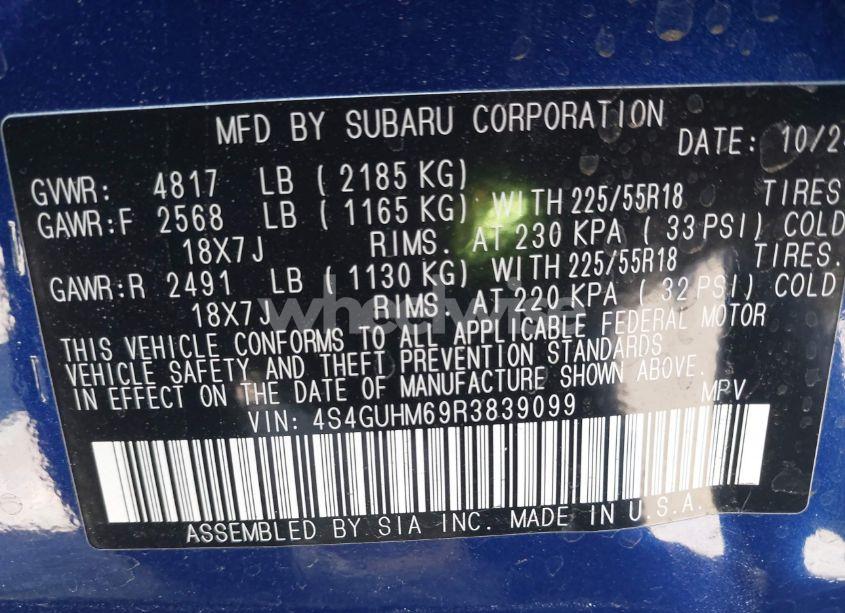 MFD BY SUBARU CORPORATION
DATE: 10/2
GVWR: 4817 LB ( 2185 KG)
GAWR:F 2568 LB ( 1165 KG) WITH 225/55R18 TIRES
18X7J RIMS. AT 230 KPA ( 33 PSI) COLD
GAWR:R 2491 LB ( 1130 KG) WITH 225/55R18 TIRES.
18X7J RIMS. AT 220 KPA ( 32 PSI) COLD
THIS VEHICLE CONFORMS TO ALL APPLICABLE FEDERAL MOTOR
VEHICLE SAFETY AND THEFT PREVENTION STANDARDS
IN EFFECT ON THE DATE OF MANUFACTURE SHOWN ABOVE.
VIN: 4S4GUHM69R3839099 MPV
ASSEMBLED BY SIA INC. MADE IN U.S.A.